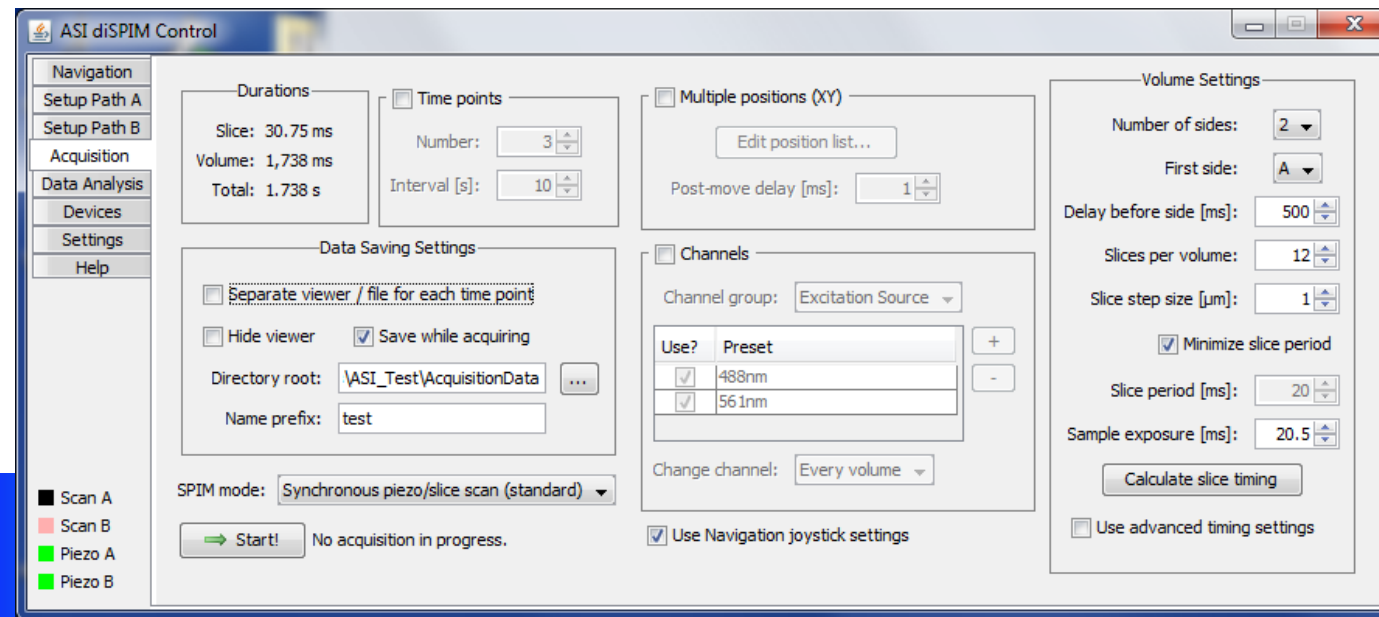 ASI diSPIM Control
Navigation
Setup Path A
Setup Path B
Acquisition
Data Analysis
Devices
Settings
Help
Scan A
Scan B
Piezo A
Piezo B
Durations
Slice: 30.75 ms
Volume: 1,738 ms
Total: 1.738 s
Time points
Number: 3
Interval [s]: 10
Data Saving Settings
Separate viewer / file for each time point
Hide viewer Save while acquiring
Directory root: \ASI_Test\AcquisitionData ...
Name prefix: test
SPIM mode: Synchronous piezo/slice scan (standard)
Start! No acquisition in progress.
Multiple positions (XY)
Edit position list...
Post-move delay [ms]: 1
Channels
Channel group: Excitation Source
Use? Preset +
488nm -
561nm
Change channel: Every volume
Use Navigation joystick settings
Volume Settings
Number of sides: 2
First side: A
Delay before side [ms]: 500
Slices per volume: 12
Slice step size [µm]: 1
Minimize slice period
Slice period [ms]: 20
Sample exposure [ms]: 20.5
Calculate slice timing
Use advanced timing settings